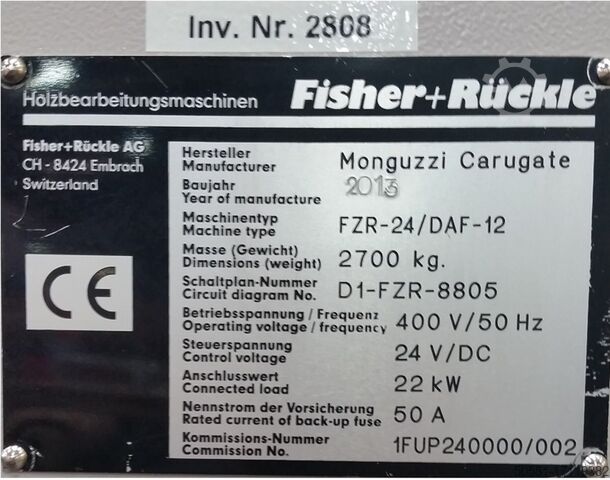 Inv. Nr. 2808
Holzbearbeitungsmaschinen Fisher+Rückle
Fisher+Rückle AG
CH - 8424 Embrach
Switzerland
CE
Hersteller
Manufacturer Monguzzi Carugate
Baujahr
Year of manufacture 2013
Maschinentyp
Machine type FZR-24/DAF-12
Masse (Gewicht)
Dimensions (weight) 2700 kg.
Schaltplan-Nummer
Circuit diagram No. D1-FZR-8805
Betriebsspannung / Frequenz
Operating voltage / frequency 400 V/50 Hz
Steuerspannung
Control voltage 24 V/DC
Anschlusswert
Connected load 22 kW
Nennstrom der Versicherung
Rated current of back-up fuse 50 A
Kommissions-Nummer
Commission No. 1FUP240000/002